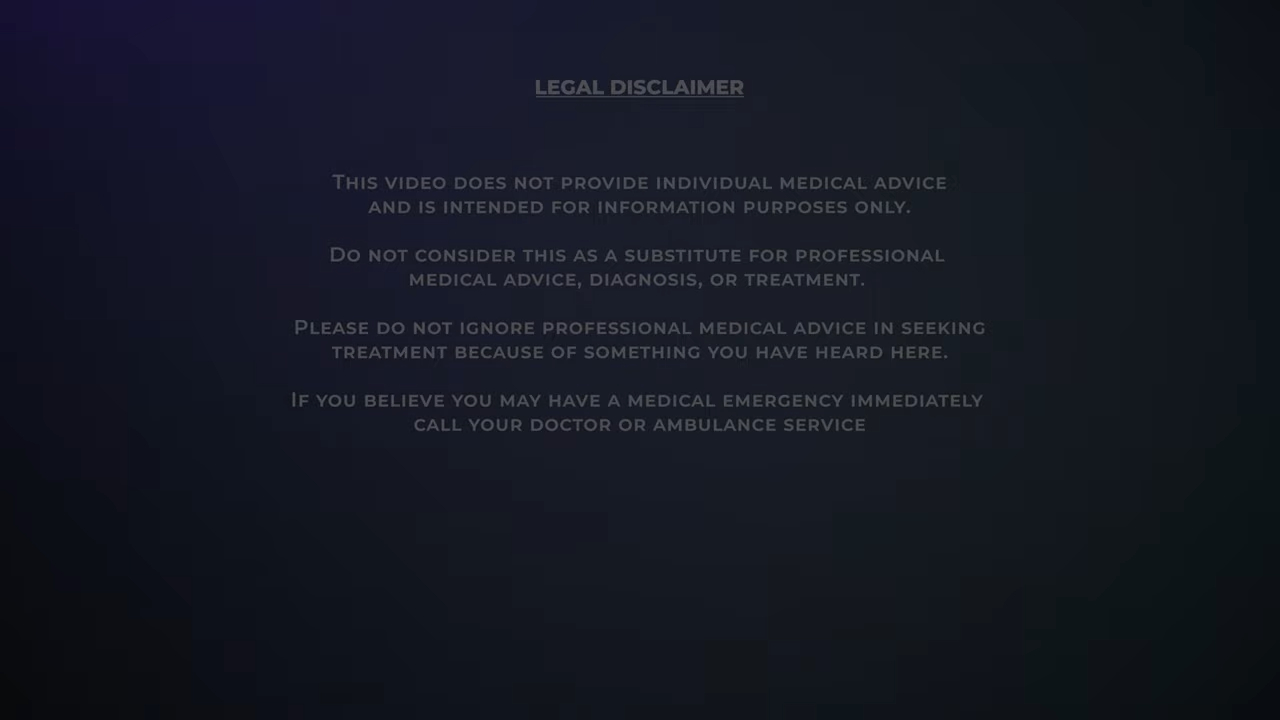 LEGAL DISCLAIMER
This video does not provide individual medical advice
and is intended for information purposes only.
Do not consider this as a substitute for professional
medical advice, diagnosis, or treatment.
Please do not ignore professional medical advice in seeking
treatment because of something you have heard here.
If you believe you may have a medical emergency immediately
call your doctor or ambulance service